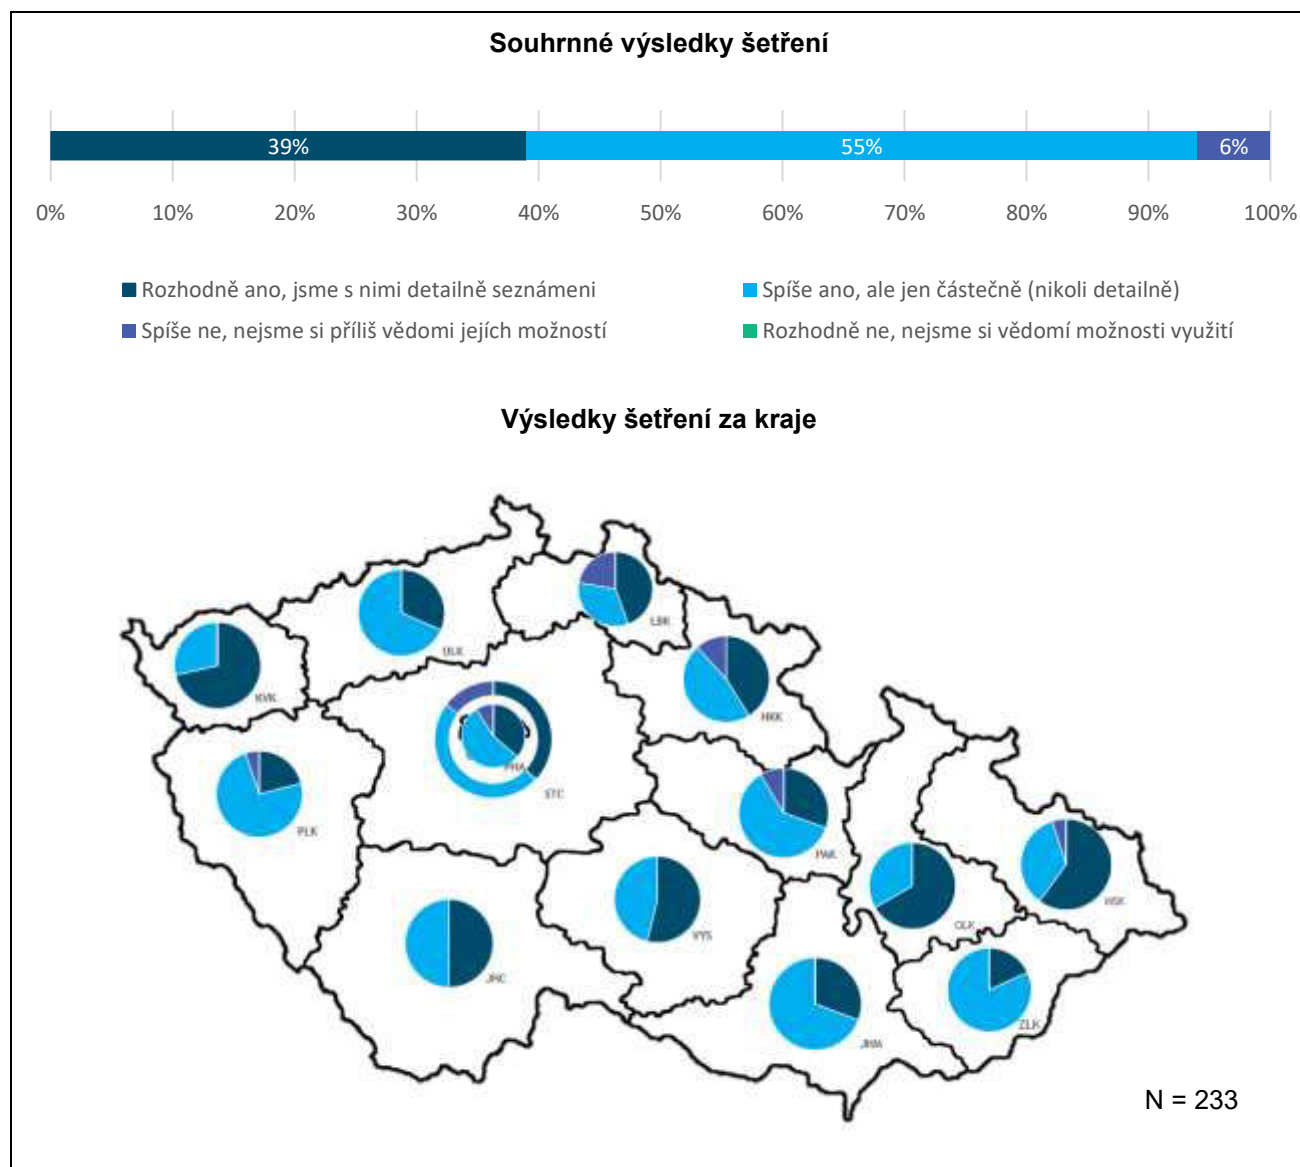 Souhrnné výsledky šetření
39% 55% 6%
0% 10% 20% 30% 40% 50% 60% 70% 80% 90% 100%
Rozhodně ano, jsme s nimi detailně seznámeni
Spíše ano, ale jen částečně (nikoli detailně)
Spíše ne, nejsme si příliš vědomi jejích možností
Rozhodně ne, nejsme si vědomí možnosti využití
Výsledky šetření za kraje
LBK
ULK
KVK
HKK
PHA
STC
PLK
PAK
MSK
OLK
VYS
JHC
ZLK
JHM
N = 233